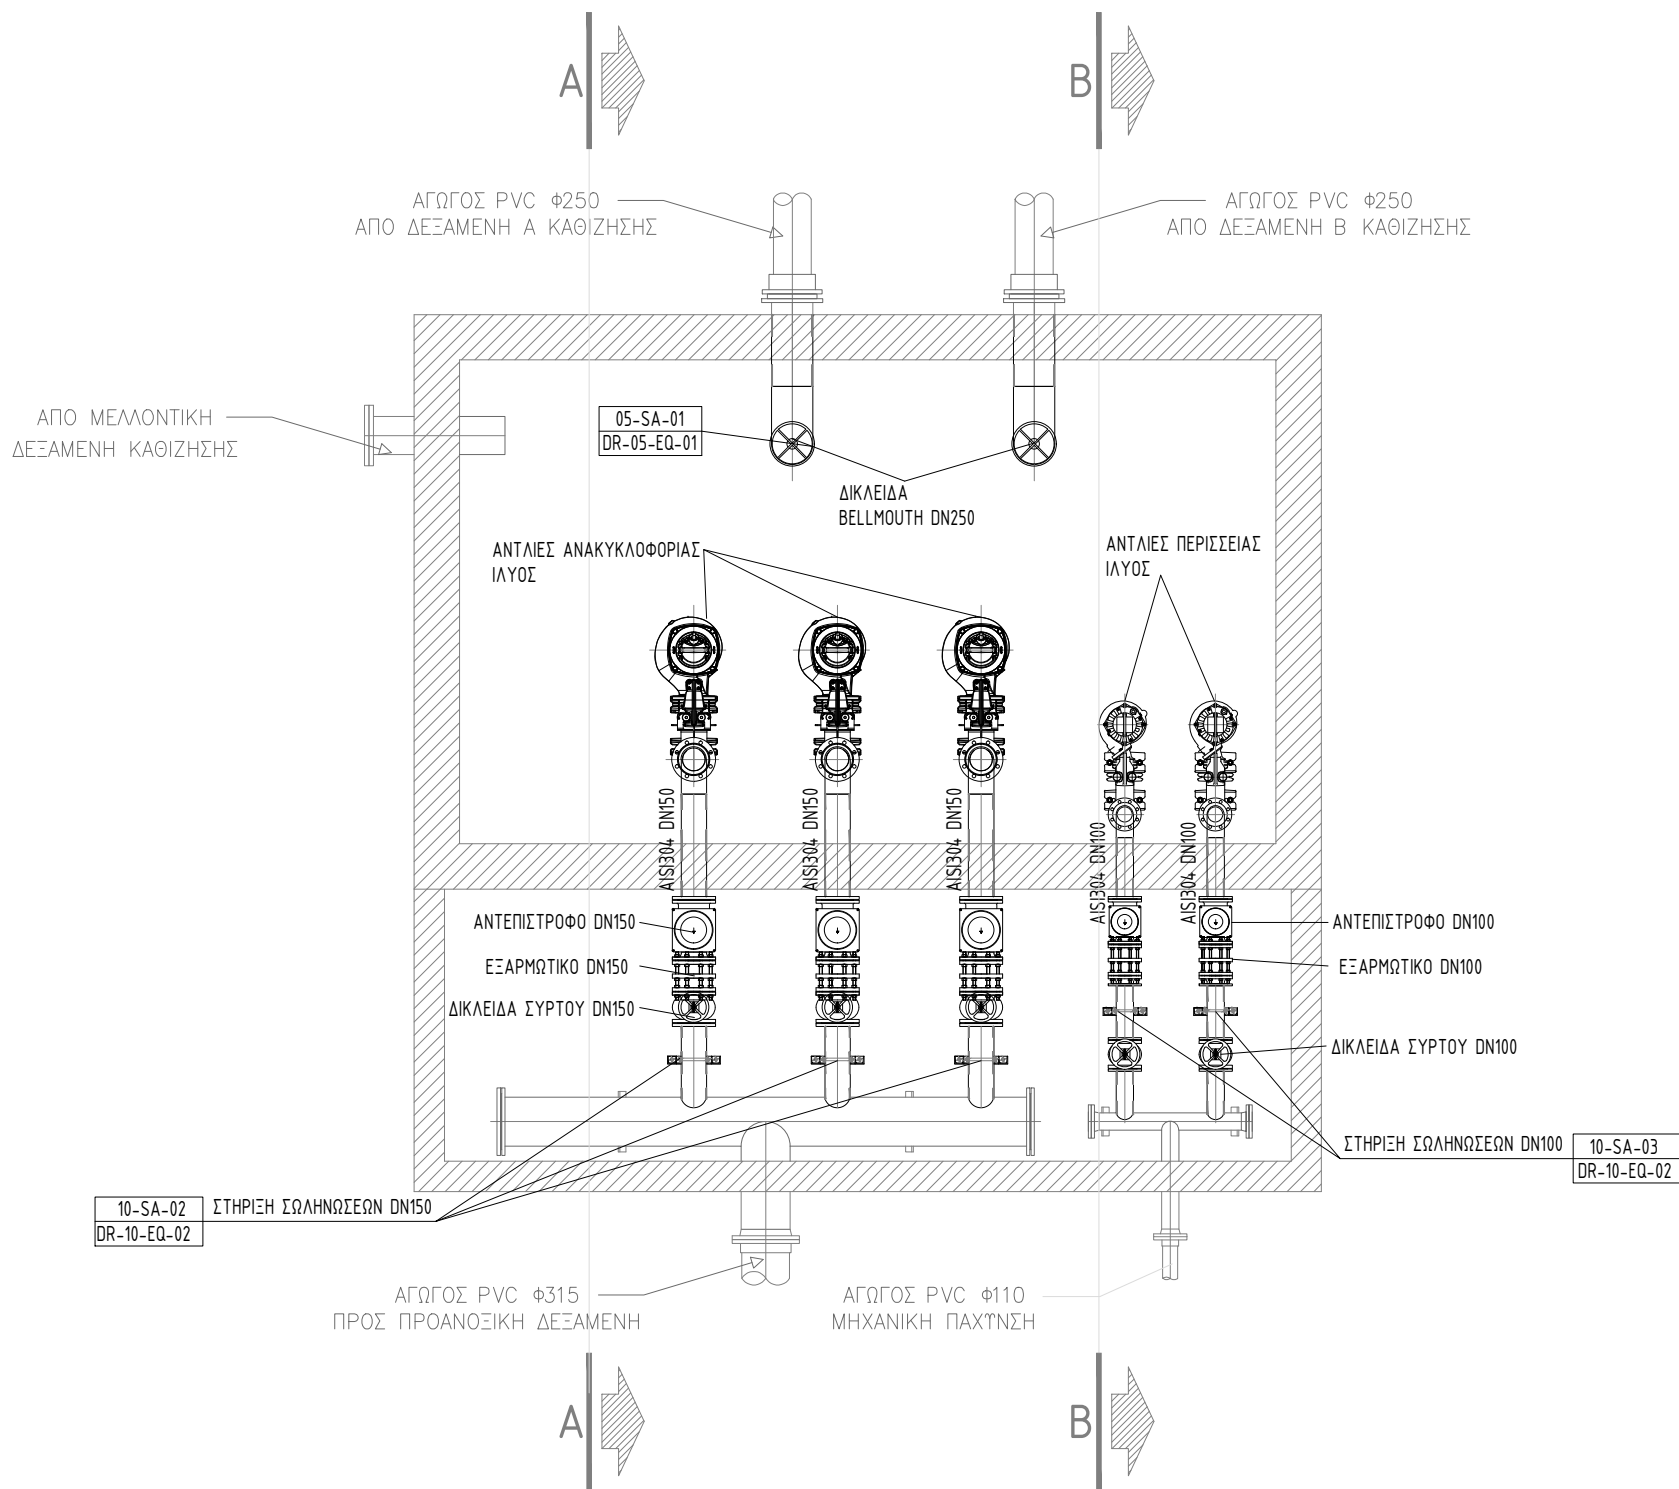 A
B
ΑΓΩΓΟΣ PVC Φ250
ΑΠΟ ΔΕΞΑΜΕΝΗ Α ΚΑΘΙΖΗΣΗΣ
ΑΓΩΓΟΣ PVC Φ250
ΑΠΟ ΔΕΞΑΜΕΝΗ Β ΚΑΘΙΖΗΣΗΣ
ΑΠΟ ΜΕΛΛΟΝΤΙΚΗ
ΔΕΞΑΜΕΝΗ ΚΑΘΙΖΗΣΗΣ
05-SA-01
DR-05-EQ-01
ΔΙΚΛΕΙΔΑ
BELLMOUTH DN250
ΑΝΤΛΙΕΣ ΑΝΑΚΥΚΛΟΦΟΡΙΑΣ
ΙΛΥΟΣ
ΑΝΤΛΙΕΣ ΠΕΡΙΣΣΕΙΑΣ
ΙΛΥΟΣ
AISI304 DN150
AISI304 DN150
AISI304 DN150
AISI304 DN100
AISI304 DN100
ΑΝΤΕΠΙΣΤΡΟΦΟ DN150
ΕΞΑΡΜΩΤΙΚΟ DN150
ΔΙΚΛΕΙΔΑ ΣΥΡΤΟΥ DN150
ΑΝΤΕΠΙΣΤΡΟΦΟ DN100
ΕΞΑΡΜΩΤΙΚΟ DN100
ΔΙΚΛΕΙΔΑ ΣΥΡΤΟΥ DN100
ΣΤΗΡΙΞΗ ΣΩΛΗΝΩΣΕΩΝ DN100
10-SA-03
DR-10-EQ-02
10-SA-02
DR-10-EQ-02
ΣΤΗΡΙΞΗ ΣΩΛΗΝΩΣΕΩΝ DN150
ΑΓΩΓΟΣ PVC Φ315
ΠΡΟΣ ΠΡΟΑΝΟΞΙΚΗ ΔΕΞΑΜΕΝΗ
ΑΓΩΓΟΣ PVC Φ110
ΜΗΧΑΝΙΚΗ ΠΑΧΥΝΣΗ
A
B